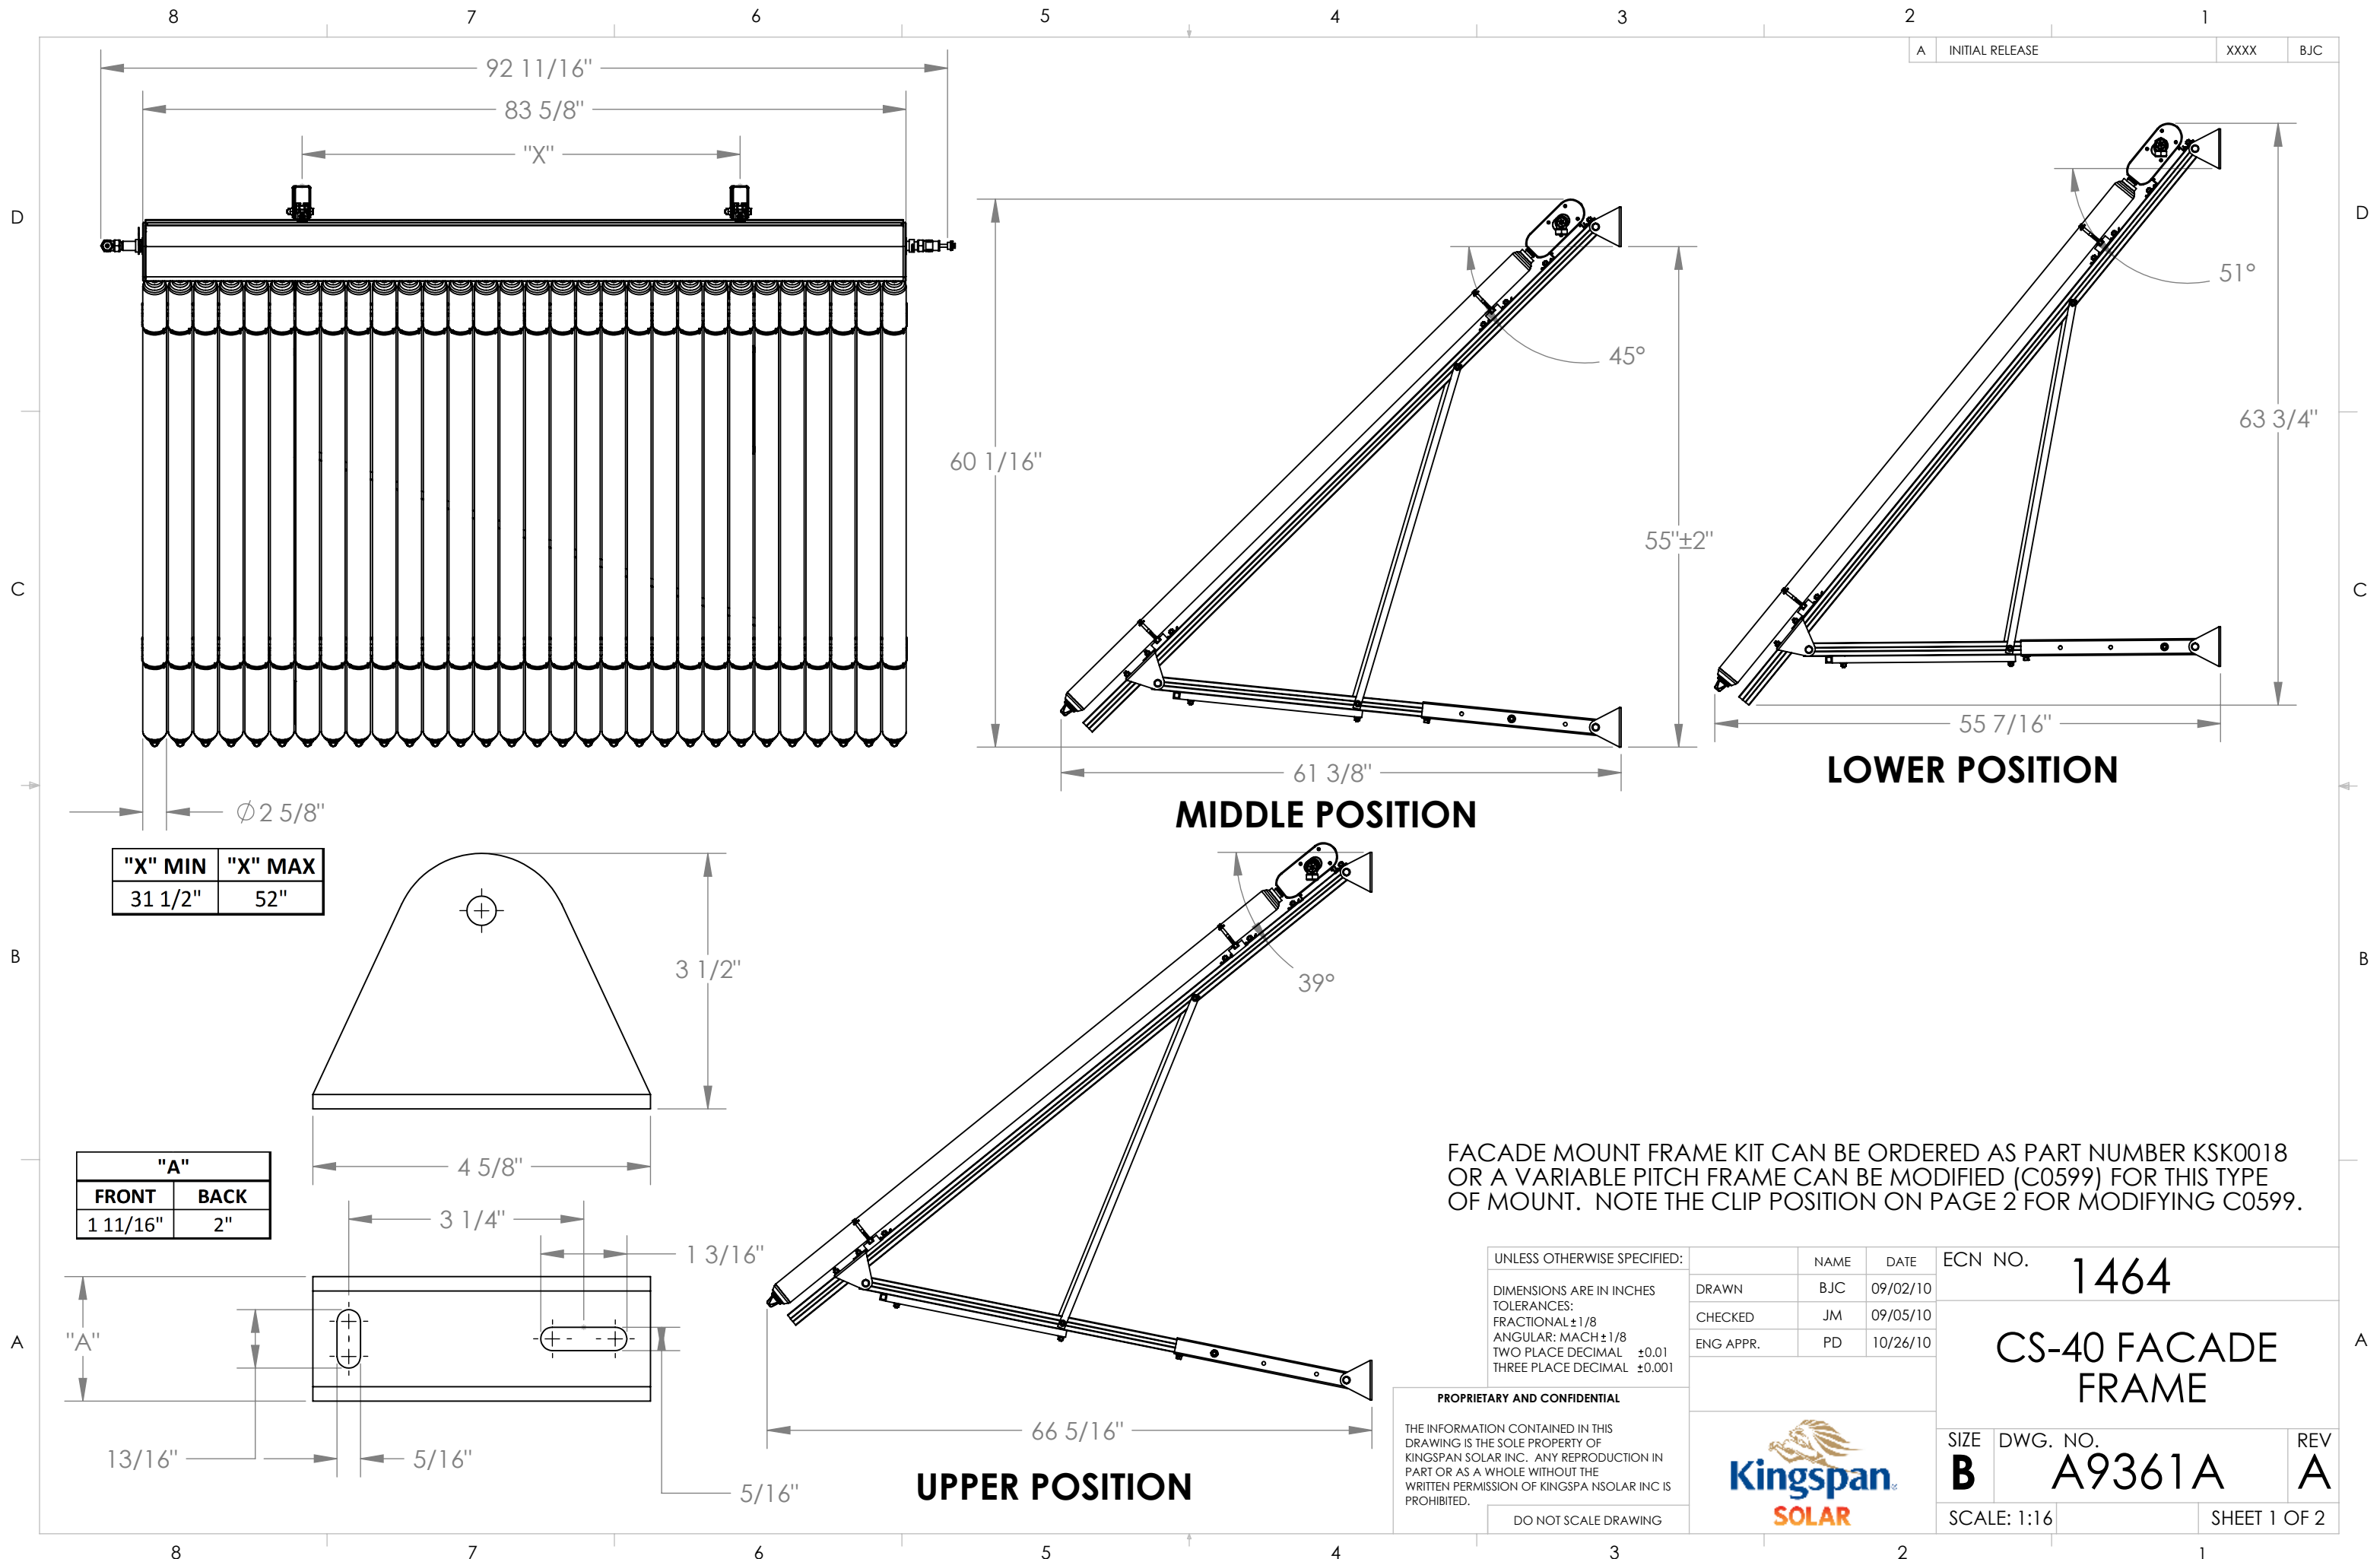 8 7 6 5 4 3 2 1
A INITIAL RELEASE XXXX BJC
92 11/16"
83 5/8"
"X"
D
D
51°
45°
63 3/4"
60 1/16"
55"±2"
C
C
55 7/16"
LOWER POSITION
61 3/8"
MIDDLE POSITION
∅2 5/8"
"X" MIN "X" MAX
31 1/2" 52"
3 1/2"
B
B
39°
4 5/8"
"A"
FRONT BACK
1 11/16" 2"
3 1/4"
1 3/16"
"A"
13/16"
5/16"
5/16"
66 5/16"
UPPER POSITION
FACADE MOUNT FRAME KIT CAN BE ORDERED AS PART NUMBER KSK0018
OR A VARIABLE PITCH FRAME CAN BE MODIFIED (C0599) FOR THIS TYPE
OF MOUNT. NOTE THE CLIP POSITION ON PAGE 2 FOR MODIFYING C0599.
A
A
UNLESS OTHERWISE SPECIFIED:
DIMENSIONS ARE IN INCHES
TOLERANCES:
FRACTIONAL±1/8
ANGULAR: MACH±1/8
TWO PLACE DECIMAL ±0.01
THREE PLACE DECIMAL ±0.001
NAME DATE
DRAWN BJC 09/02/10
CHECKED JM 09/05/10
ENG APPR. PD 10/26/10
ECN NO. 1464
CS-40 FACADE
FRAME
PROPRIETARY AND CONFIDENTIAL
THE INFORMATION CONTAINED IN THIS
DRAWING IS THE SOLE PROPERTY OF
KINGSPAN SOLAR INC. ANY REPRODUCTION IN
PART OR AS A WHOLE WITHOUT THE
WRITTEN PERMISSION OF KINGSPA NSOLAR INC IS
PROHIBITED.
DO NOT SCALE DRAWING
Kingspan
SOLAR
SIZE DWG. NO. REV
B A9361A A
SCALE: 1:16 SHEET 1 OF 2
8 7 6 5 4 3 2 1